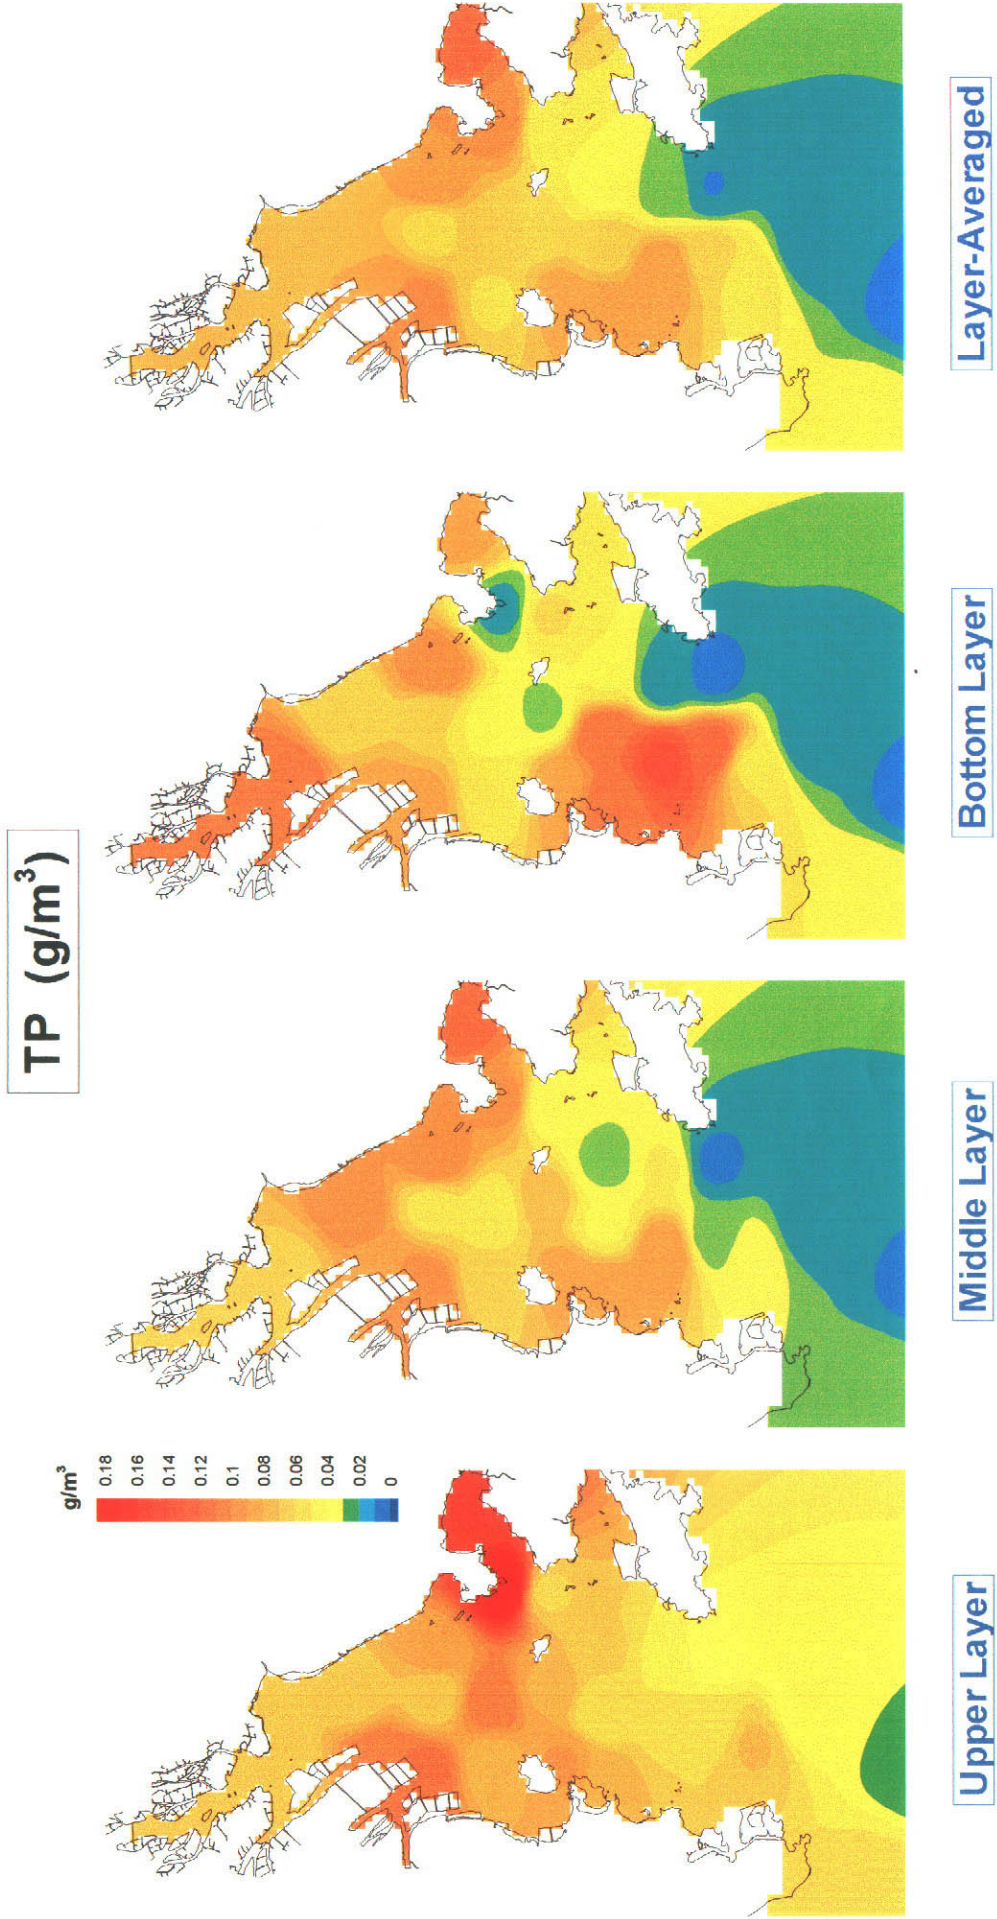 TP (g/m³)
g/m³
0.18
0.16
0.14
0.12
0.1
0.08
0.06
0.04
0.02
0
Upper Layer
Middle Layer
Bottom Layer
Layer-Averaged